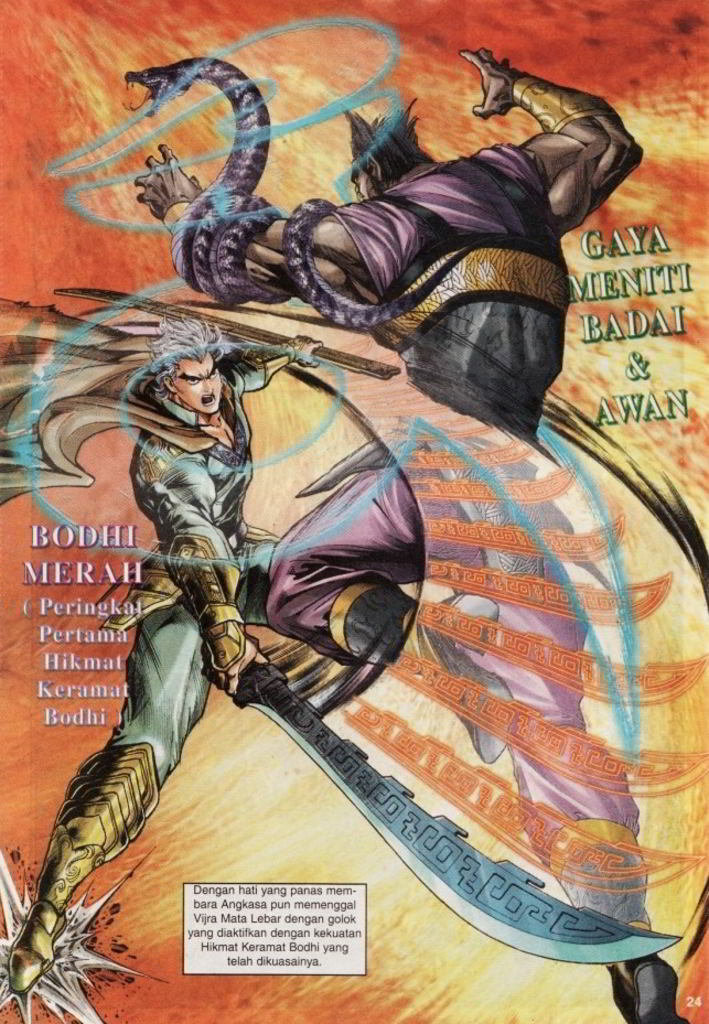 GAYA
MENITI
BADAI
&
AWAN
BODHI
MERAH
( Peringkat
Pertama
Hikmat
Keramat
Bodhi )
Dengan hati yang panas mem-
bara Angkasa pun memenggal
Vijra Mata Lebar dengan golok
yang diaktifkan dengan kekuatan
Hikmat Keramat Bodhi yang
telah dikuasainya.
24